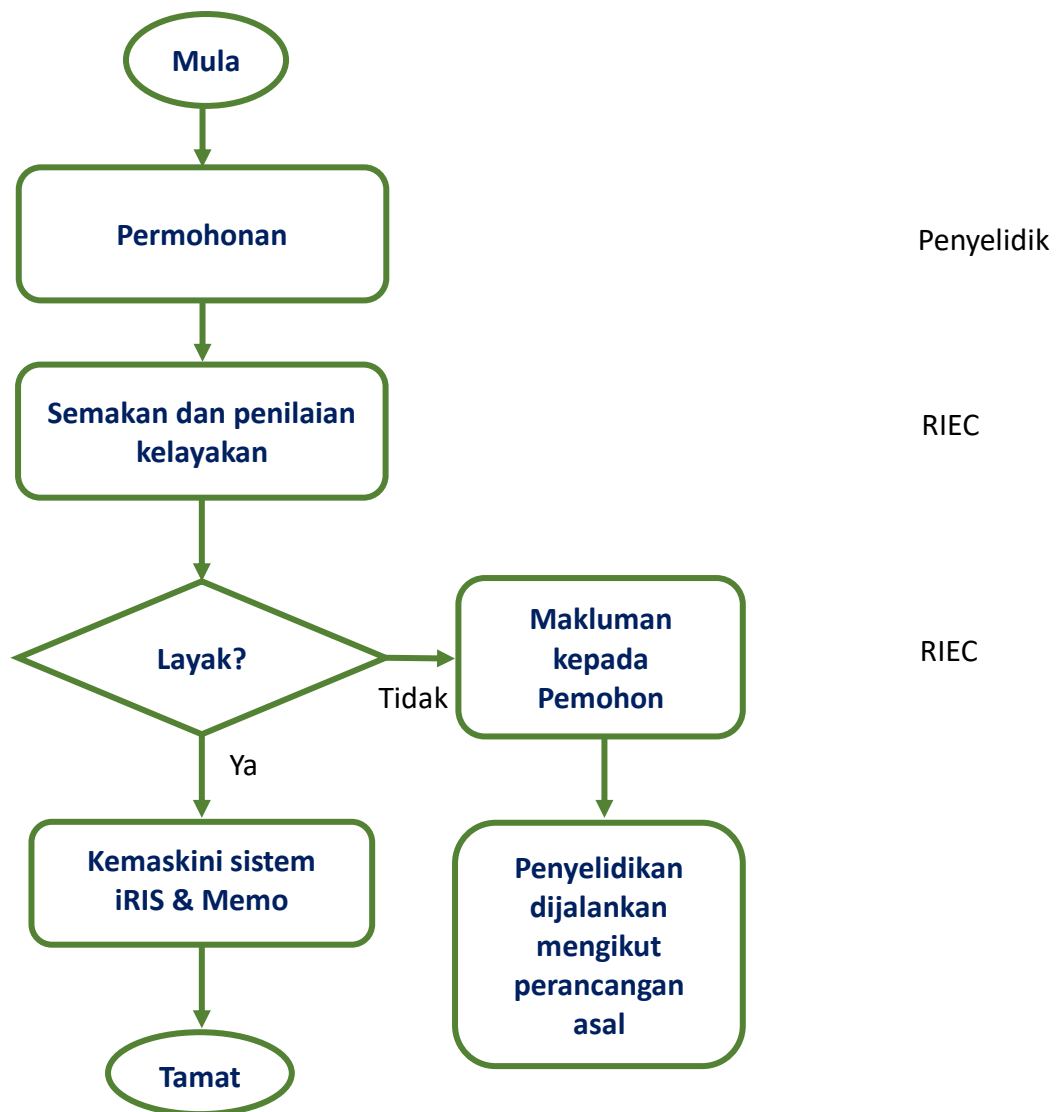 Mula
Permohonan
Penyelidik
Semakan dan penilaian
kelayakan
RIEC
Layak?
Tidak
Makluman
kepada
Pemohon
RIEC
Ya
Kemaskini sistem
iRIS & Memo
Penyelidikan
dijalankan
mengikut
perancangan
asal
Tamat